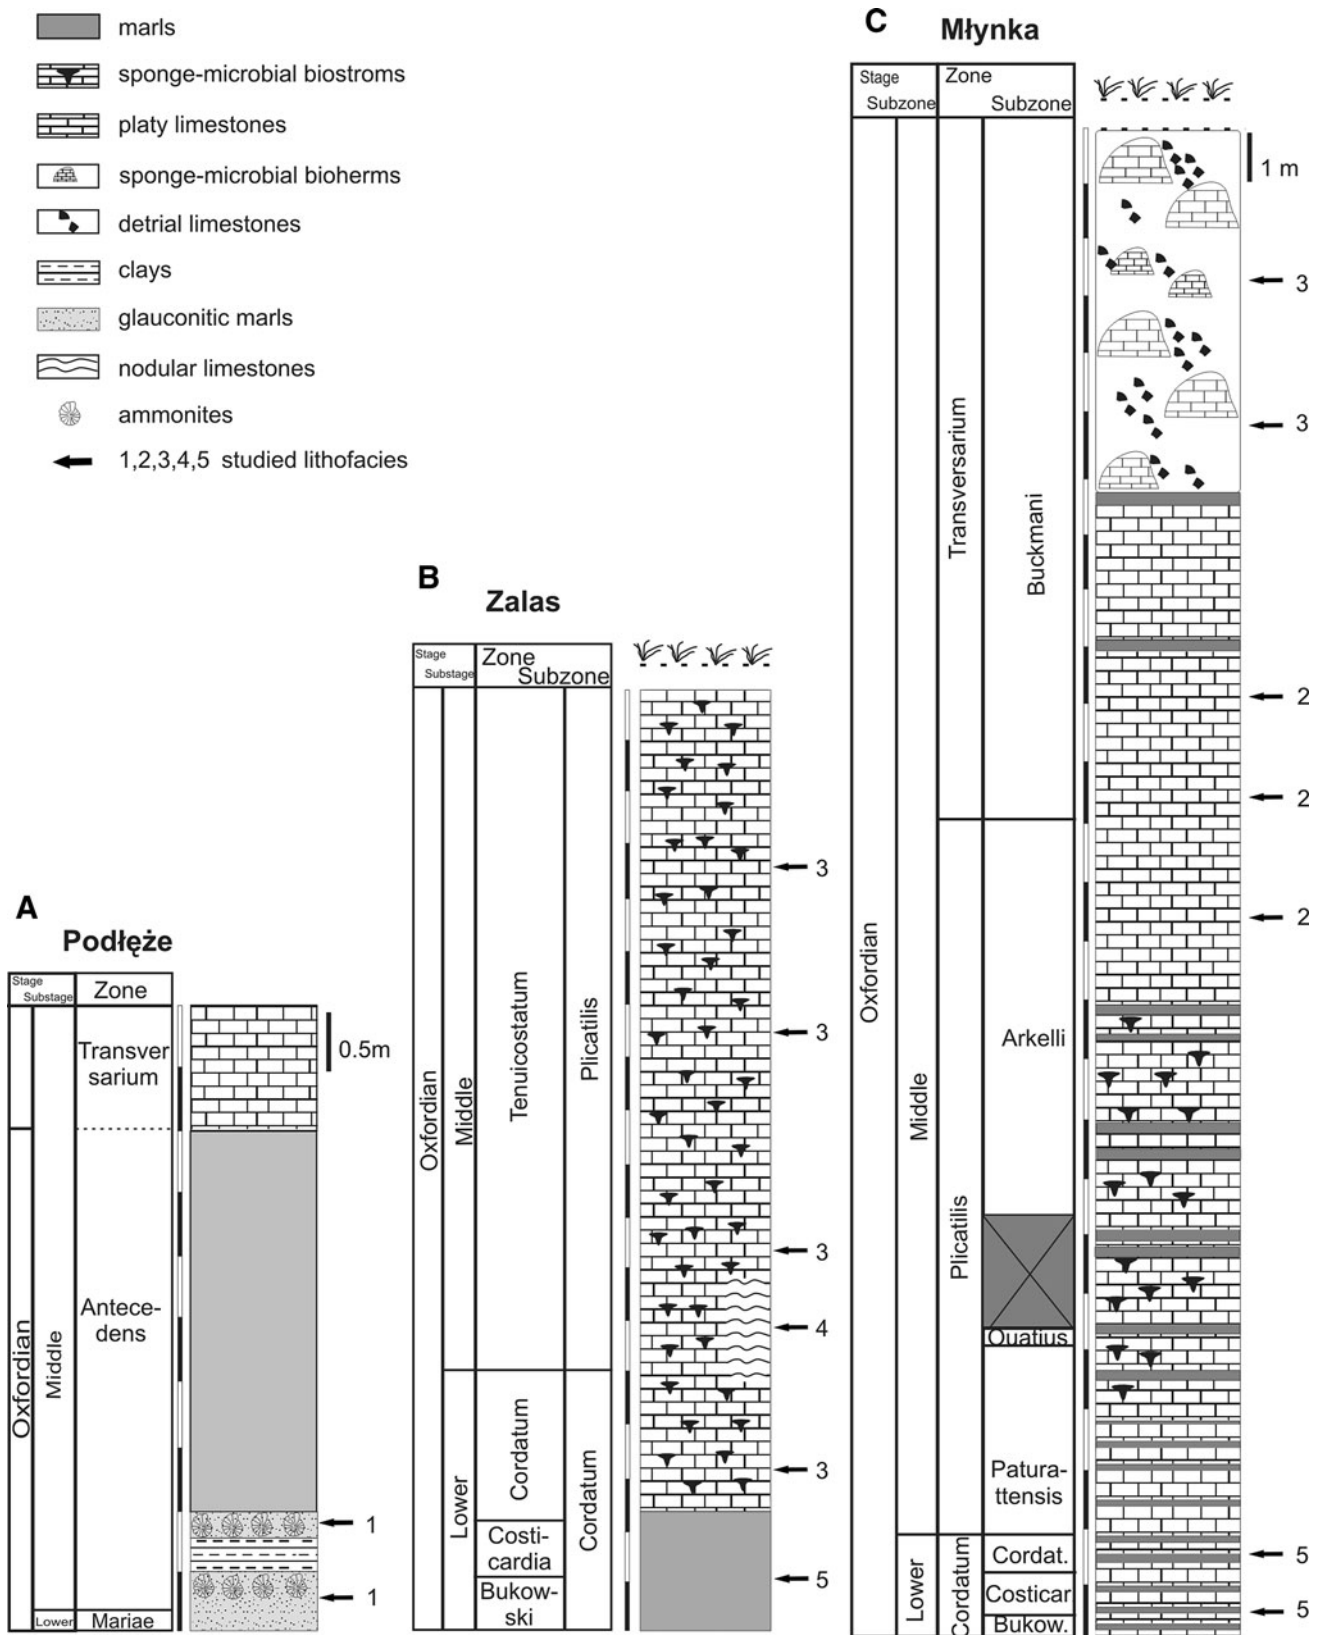 marls
sponge-microbial biostroms
platy limestones
sponge-microbial bioherms
detrial limestones
clays
glauconitic marls
nodular limestones
ammonites
1,2,3,4,5 studied lithofacies
A
Podłęże
Stage
Substage
Zone
Transver
sarium
Antece-
dens
Mariae
Oxfordian
Middle
Lower
0.5m
1
1
B
Zalas
Stage
Substage
Zone
Subzone
Oxfordian
Middle
Lower
Tenuicostatum
Cordatum
Costi-
cardia
Bukow-
ski
Plicatilis
Cordatum
3
3
3
4
3
5
C
Młynka
Stage
Subzone
Zone
Subzone
Oxfordian
Middle
Lower
Transversarium
Plicatilis
Cordatum
Buckmani
Arkelli
Ouatius
Patura-
ttensis
Cordat.
Costicar
Bukow.
1 m
3
3
2
2
2
5
5